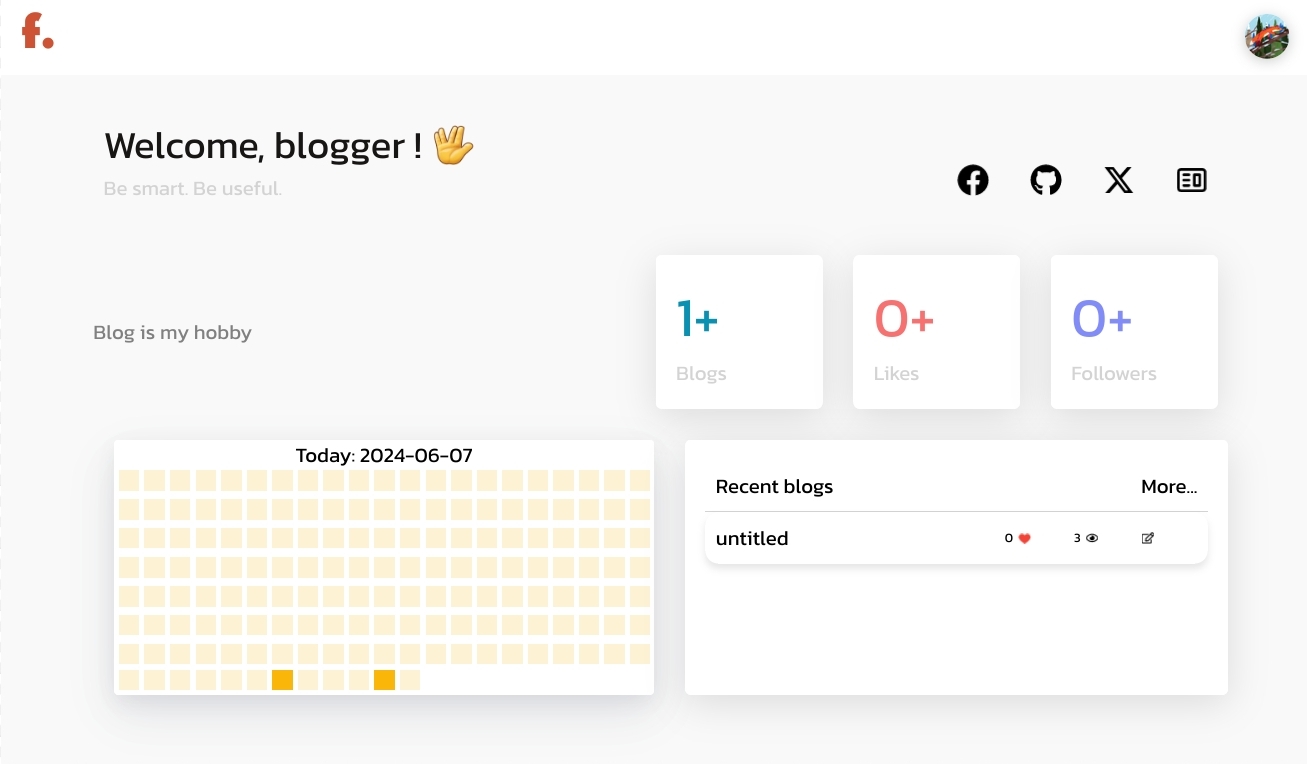 f.
Welcome, blogger ! 🖖
Be smart. Be useful.
Blog is my hobby
1+
Blogs
0+
Likes
0+
Followers
Today: 2024-06-07
Recent blogs More...
untitled 0 3